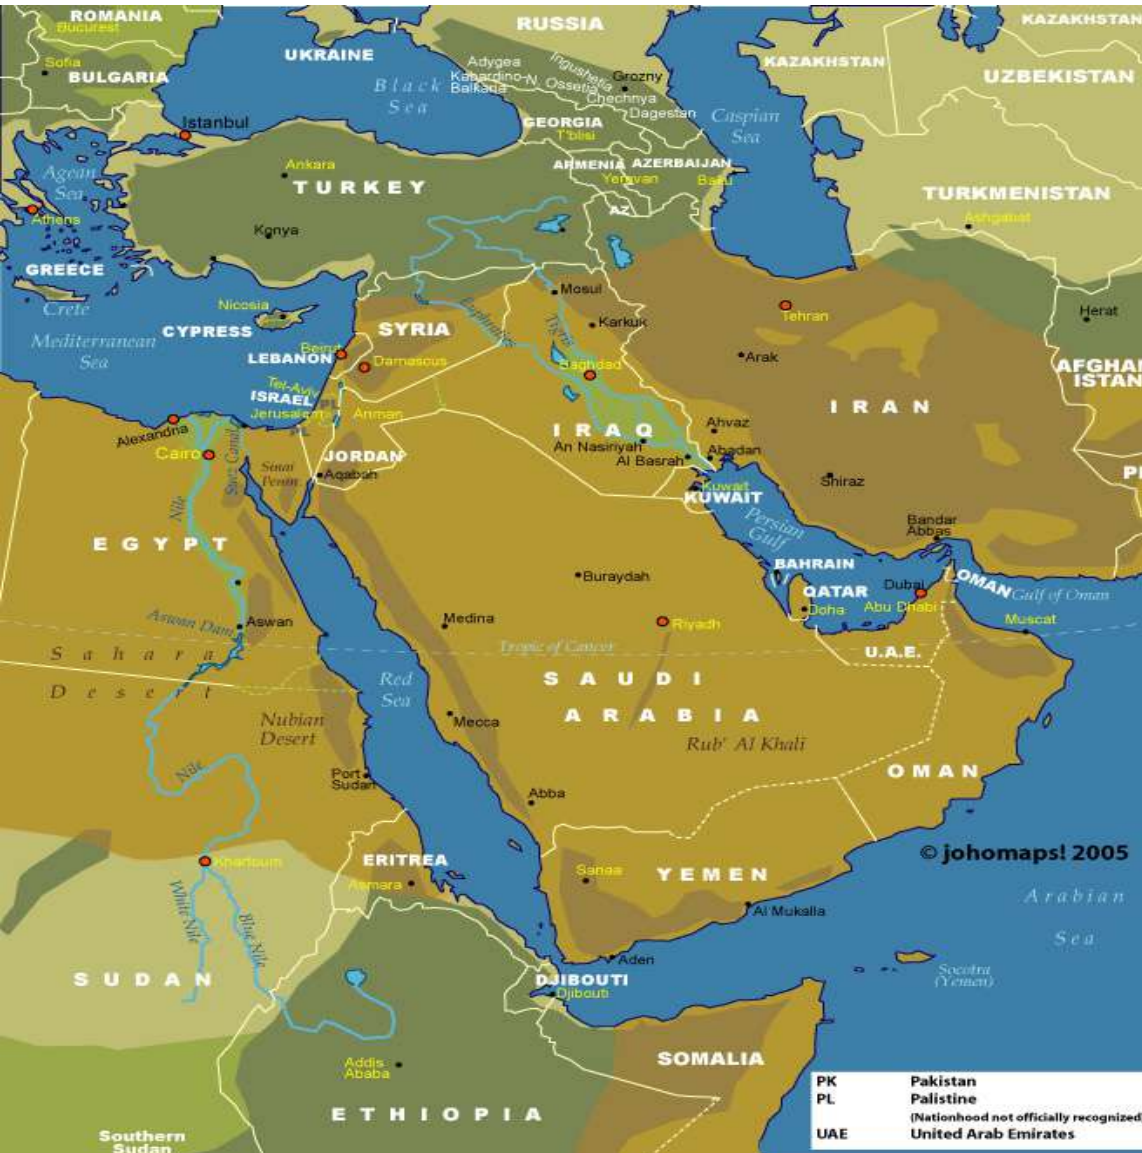 ROMANIA
Bucurest
RUSSIA
KAZAKHSTAN
UKRAINE
Sofia
BULGARIA
Adygea
Kabardino-
Balkaria
N. Ossetia
Ingushetia
Grozny
Chechnya
Dagestan
KAZAKHSTAN
UZBEKISTAN
Black
Sea
Caspian
Sea
Istanbul
GEORGIA
T'blisi
Agean
Sea
Ankara
TURKEY
ARMENIA
AZERBAIJAN
Yerevan
Baku
TURKMENISTAN
Ashgabat
Athens
AZ
Konya
GREECE
Crete
Mediterranean
Sea
Nicosia
CYPRESS
SYRIA
Mosul
Karkuk
Euphrates
Tigris
Tehran
Herat
Beirut
LEBANON
Damascus
Baghdad
Arak
AFGHAN
ISTAN
Tel-Aviv
ISRAEL
PL
Jerusalem
Amman
PL
IRAN
IRAQ
Ahvaz
An Nasiriyah
Al Basrah
Abadan
Alexandria
Cairo
Suez Canal
Sinai
Penin.
JORDAN
Aqabah
Shiraz
Kuwait
KUWAIT
Persian
Gulf
Nile
EGYPT
Bandar
Abbas
BAHRAIN
QATAR
Doha
Dubai
Abu Dhabi
OMAN
Gulf of Oman
Muscat
Buraydah
Medina
Riyadh
Aswan Dam
Aswan
Tropic of Cancer
U.A.E.
Sahara
Desert
Red
Sea
SAUDI
ARABIA
Rub' Al Khali
Nubian
Desert
Mecca
Nile
Port
Sudan
Abba
OMAN
Khartoum
ERITREA
Asmara
Sanaa
YEMEN
© johomaps! 2005
Al Mukalla
Arabian
Sea
White Nile
Blue Nile
SUDAN
Aden
Socotra
(Yemen)
DJIBOUTI
Djibouti
Addis
Ababa
SOMALIA
ETHIOPIA
Southern
Sudan
PK Pakistan
PL Palistine
(Nationhood not officially recognized)
UAE United Arab Emirates